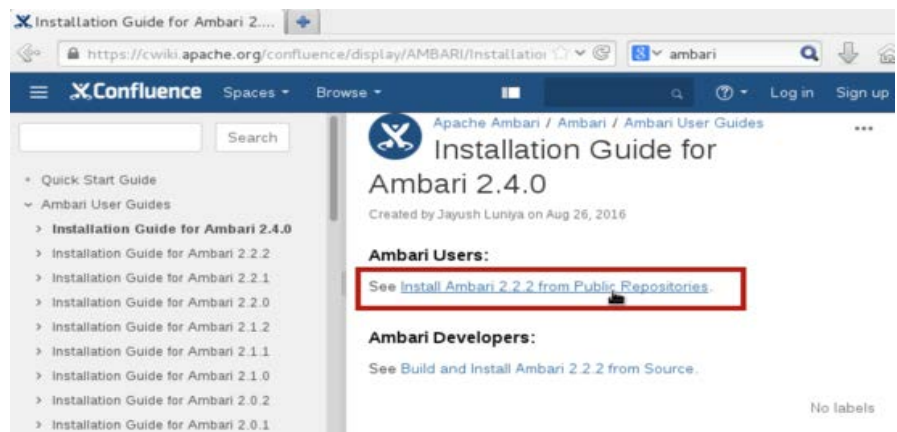 Installation Guide for Ambari 2....
https://cwiki.apache.org/confluence/display/AMBARI/Installation
ambari
Confluence Spaces Browse Log in Sign up
Search
Quick Start Guide
Ambari User Guides
Installation Guide for Ambari 2.4.0
Installation Guide for Ambari 2.2.2
Installation Guide for Ambari 2.2.1
Installation Guide for Ambari 2.2.0
Installation Guide for Ambari 2.1.2
Installation Guide for Ambari 2.1.1
Installation Guide for Ambari 2.1.0
Installation Guide for Ambari 2.0.2
Installation Guide for Ambari 2.0.1
Apache Ambari / Ambari / Ambari User Guides
Installation Guide for
Ambari 2.4.0
Created by Jayush Luniya on Aug 26, 2016
Ambari Users:
See Install Ambari 2.2.2 from Public Repositories.
Ambari Developers:
See Build and Install Ambari 2.2.2 from Source.
No labels